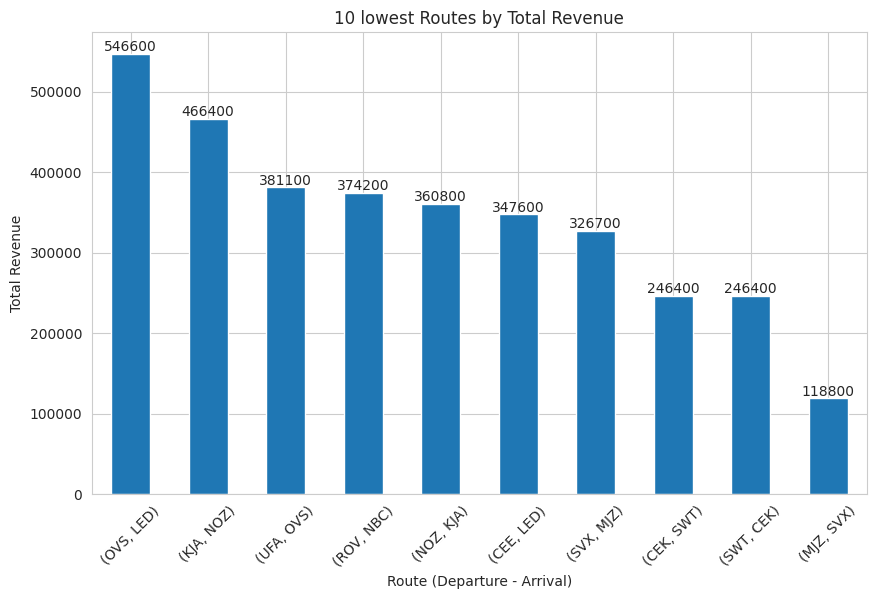 10 lowest Routes by Total Revenue
546600
466400
381100
374200
360800
347600
326700
246400
246400
118800
Total Revenue
500000
400000
300000
200000
100000
0
(OVS, LED)
(KJA, NOZ)
(UFA, OVS)
(ROV, NBC)
(NOZ, KJA)
(CEE, LED)
(SVX, MJZ)
(CEK, SWT)
(SWT, CEK)
(MJZ, SVX)
Route (Departure - Arrival)